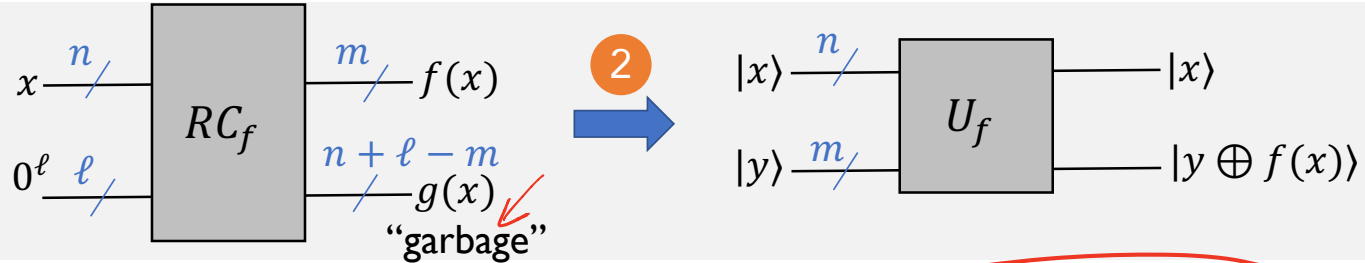 n m
x RC_f f(x)
0^ℓ ℓ n + ℓ − m
g(x)
“garbage”
2
|x⟩ n U_f |x⟩
|y⟩ m |y ⊕ f(x)⟩